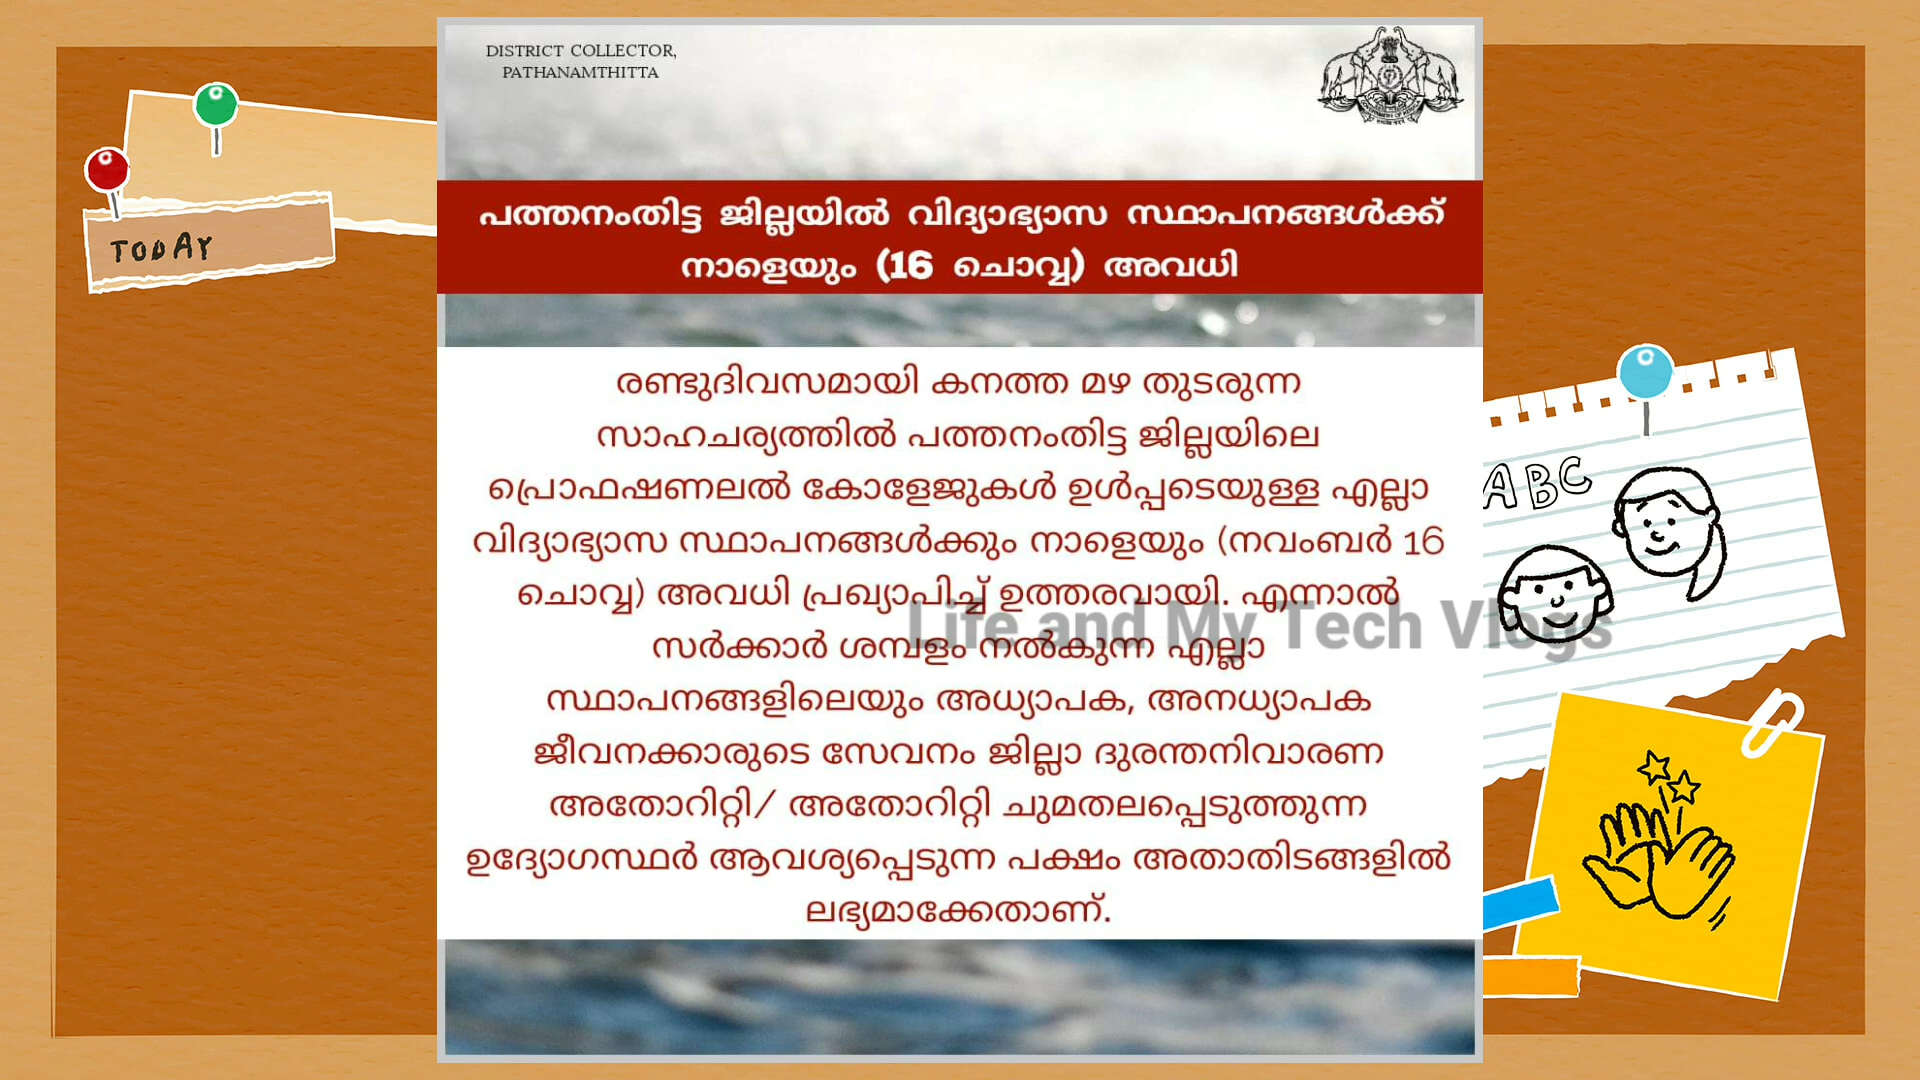 DISTRICT COLLECTOR,
PATHANAMTHITTA
TODAY
പത്തനംതിട്ട ജില്ലയിൽ വിദ്യാഭ്യാസ സ്ഥാപനങ്ങൾക്ക്
നാളെയും (16 ചൊവ്വ) അവധി
രണ്ടുദിവസമായി കനത്ത മഴ തുടരുന്ന
സാഹചര്യത്തിൽ പത്തനംതിട്ട ജില്ലയിലെ
പ്രൊഫഷണലൽ കോളേജുകൾ ഉൾപ്പടെയുള്ള എല്ലാ
വിദ്യാഭ്യാസ സ്ഥാപനങ്ങൾക്കും നാളെയും (നവംബർ 16
ചൊവ്വ) അവധി പ്രഖ്യാപിച്ച് ഉത്തരവായി. എന്നാൽ
സർക്കാർ ശമ്പളം നൽകുന്ന എല്ലാ
സ്ഥാപനങ്ങളിലെയും അധ്യാപക, അനധ്യാപക
ജീവനക്കാരുടെ സേവനം ജില്ലാ ദുരന്തനിവാരണ
അതോറിറ്റി/ അതോറിറ്റി ചുമതലപ്പെടുത്തുന്ന
ഉദ്യോഗസ്ഥർ ആവശ്യപ്പെടുന്ന പക്ഷം അതാതിടങ്ങളിൽ
ലഭ്യമാക്കേതാണ്.
ABC
Life and My Tech Vlogs